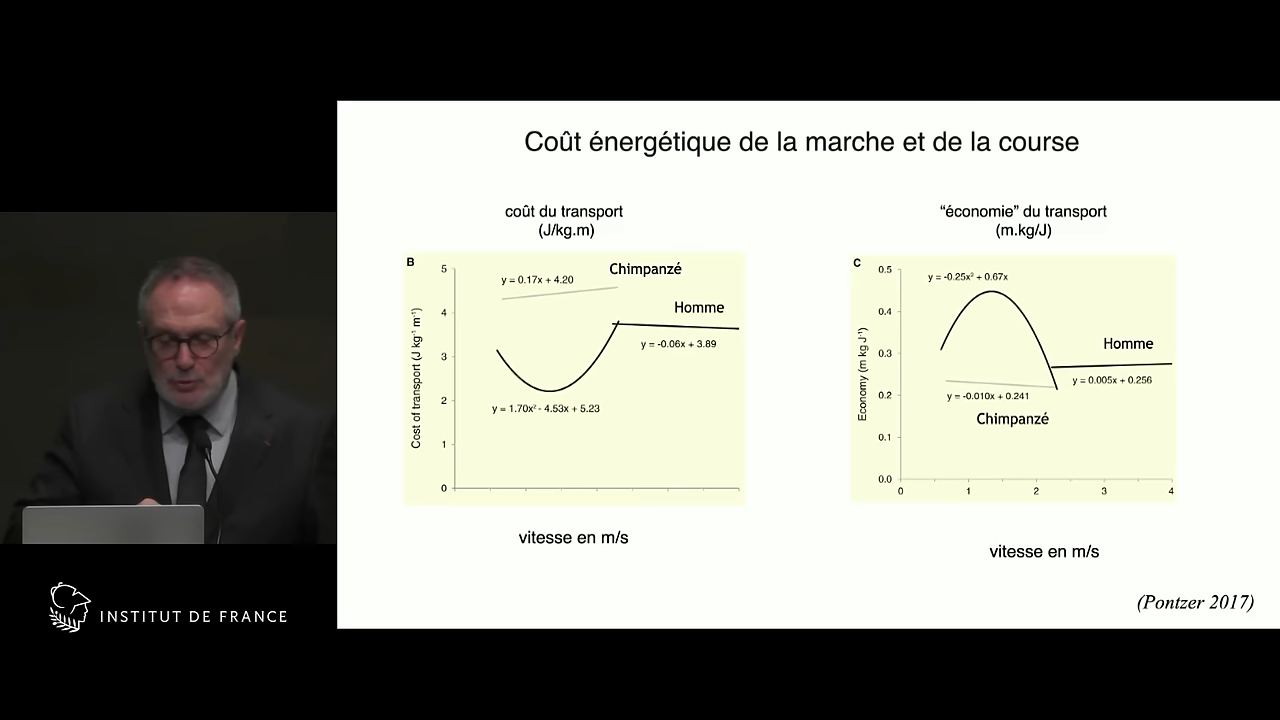 Coût énergétique de la marche et de la course
coût du transport
(J/kg.m)
B
Cost of transport (J kg⁻¹ m⁻¹)
5
4
3
2
1
0
y = 0.17x + 4.20
Chimpanzé
Homme
y = -0.06x + 3.89
y = 1.70x² - 4.53x + 5.23
vitesse en m/s
“économie” du transport
(m.kg/J)
C
Economy (m kg J⁻¹)
0.5
0.4
0.3
0.2
0.1
0.0
y = -0.25x² + 0.67x
Homme
y = 0.005x + 0.256
y = -0.010x + 0.241
Chimpanzé
0 1 2 3 4
vitesse en m/s
(Pontzer 2017)
INSTITUT DE FRANCE